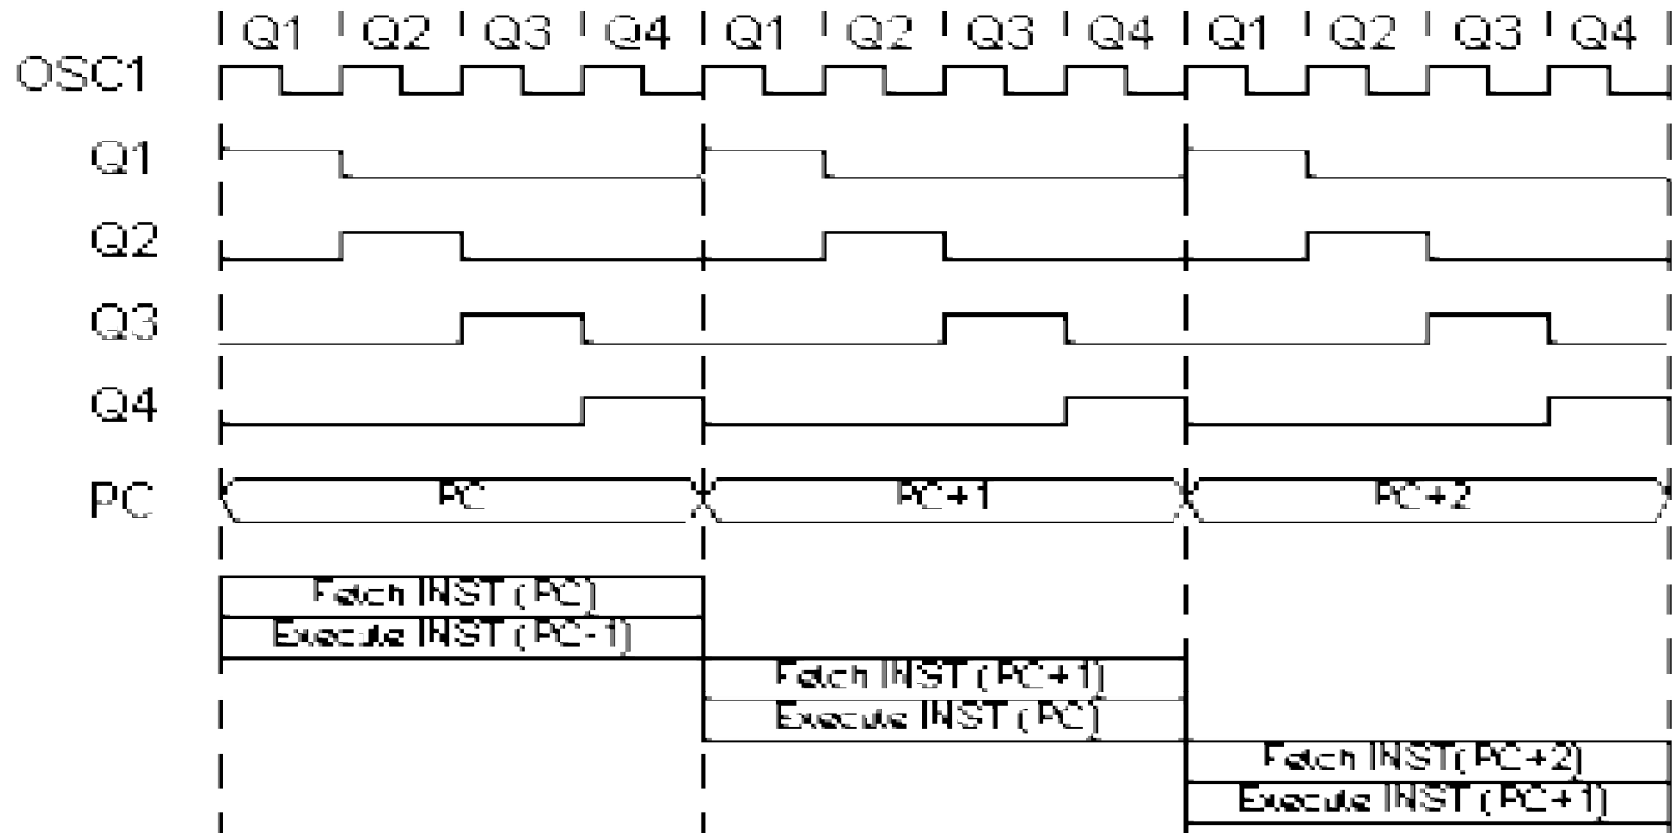 Q1 Q2 Q3 Q4 Q1 Q2 Q3 Q4 Q1 Q2 Q3 Q4
OSC1
Q1
Q2
Q3
Q4
PC PC PC+1 PC+2
Fetch INST (PC)
Execute INST (PC-1)
Fetch INST (PC+1)
Execute INST (PC)
Fetch INST(PC+2)
Execute INST (PC+1)